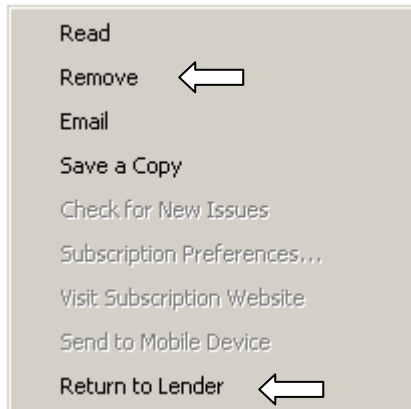 Read
Remove
Email
Save a Copy
Check for New Issues
Subscription Preferences...
Visit Subscription Website
Send to Mobile Device
Return to Lender